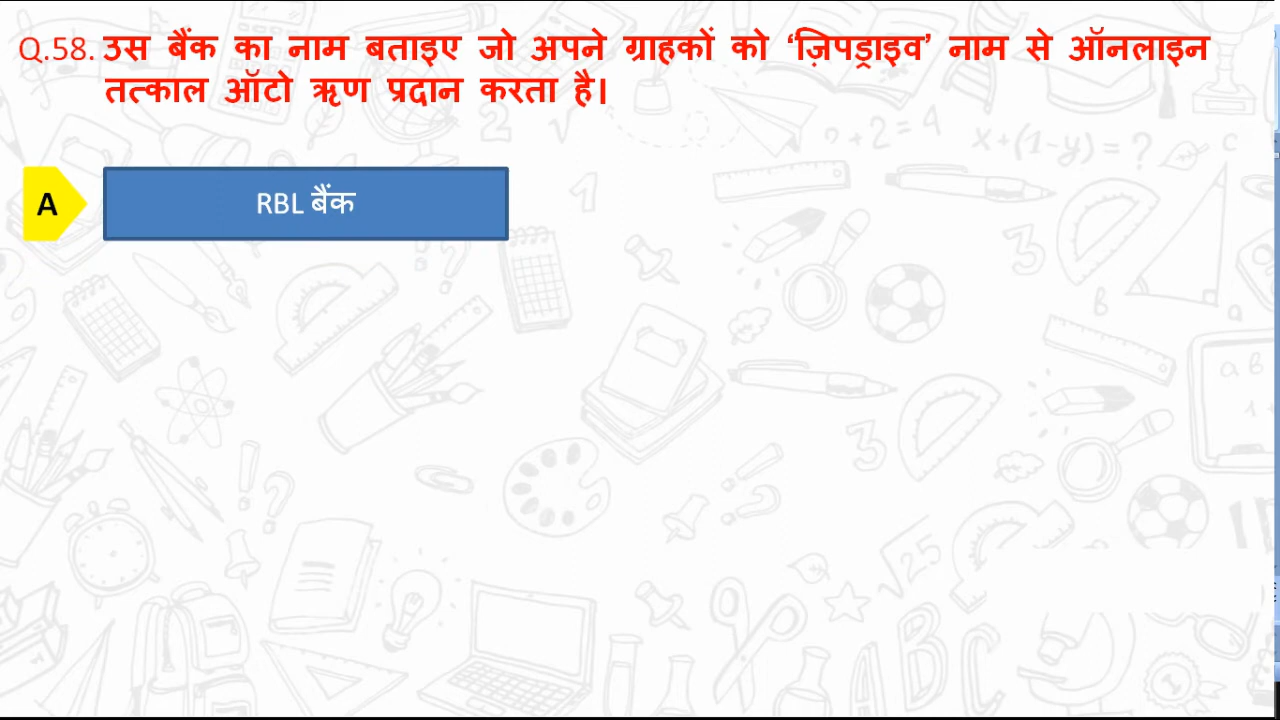 Q.58. उस बैंक का नाम बताइए जो अपने ग्राहकों को ‘ज़िपड्राइव’ नाम से ऑनलाइन
तत्काल ऑटो ऋण प्रदान करता है।
A RBL बैंक